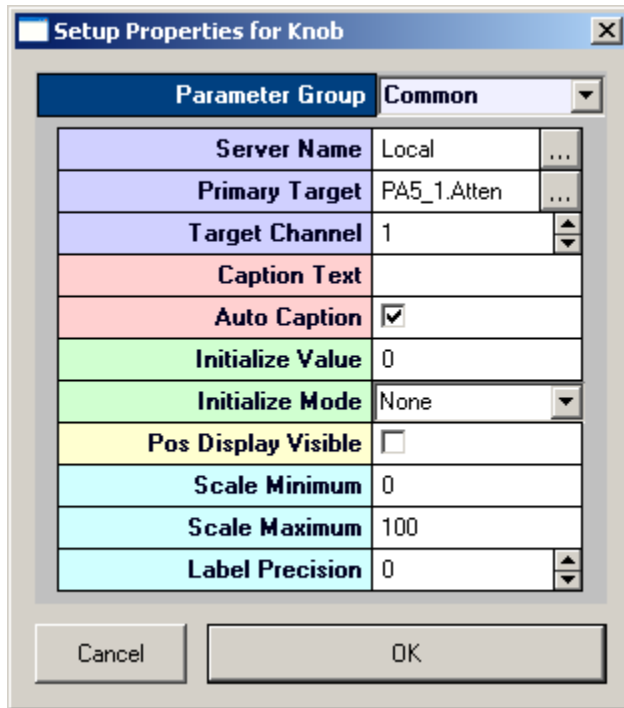 Setup Properties for Knob
Parameter Group Common
Server Name Local ...
Primary Target PA5_1.Atten ...
Target Channel 1
Caption Text
Auto Caption
Initialize Value 0
Initialize Mode None
Pos Display Visible
Scale Minimum 0
Scale Maximum 100
Label Precision 0
Cancel OK